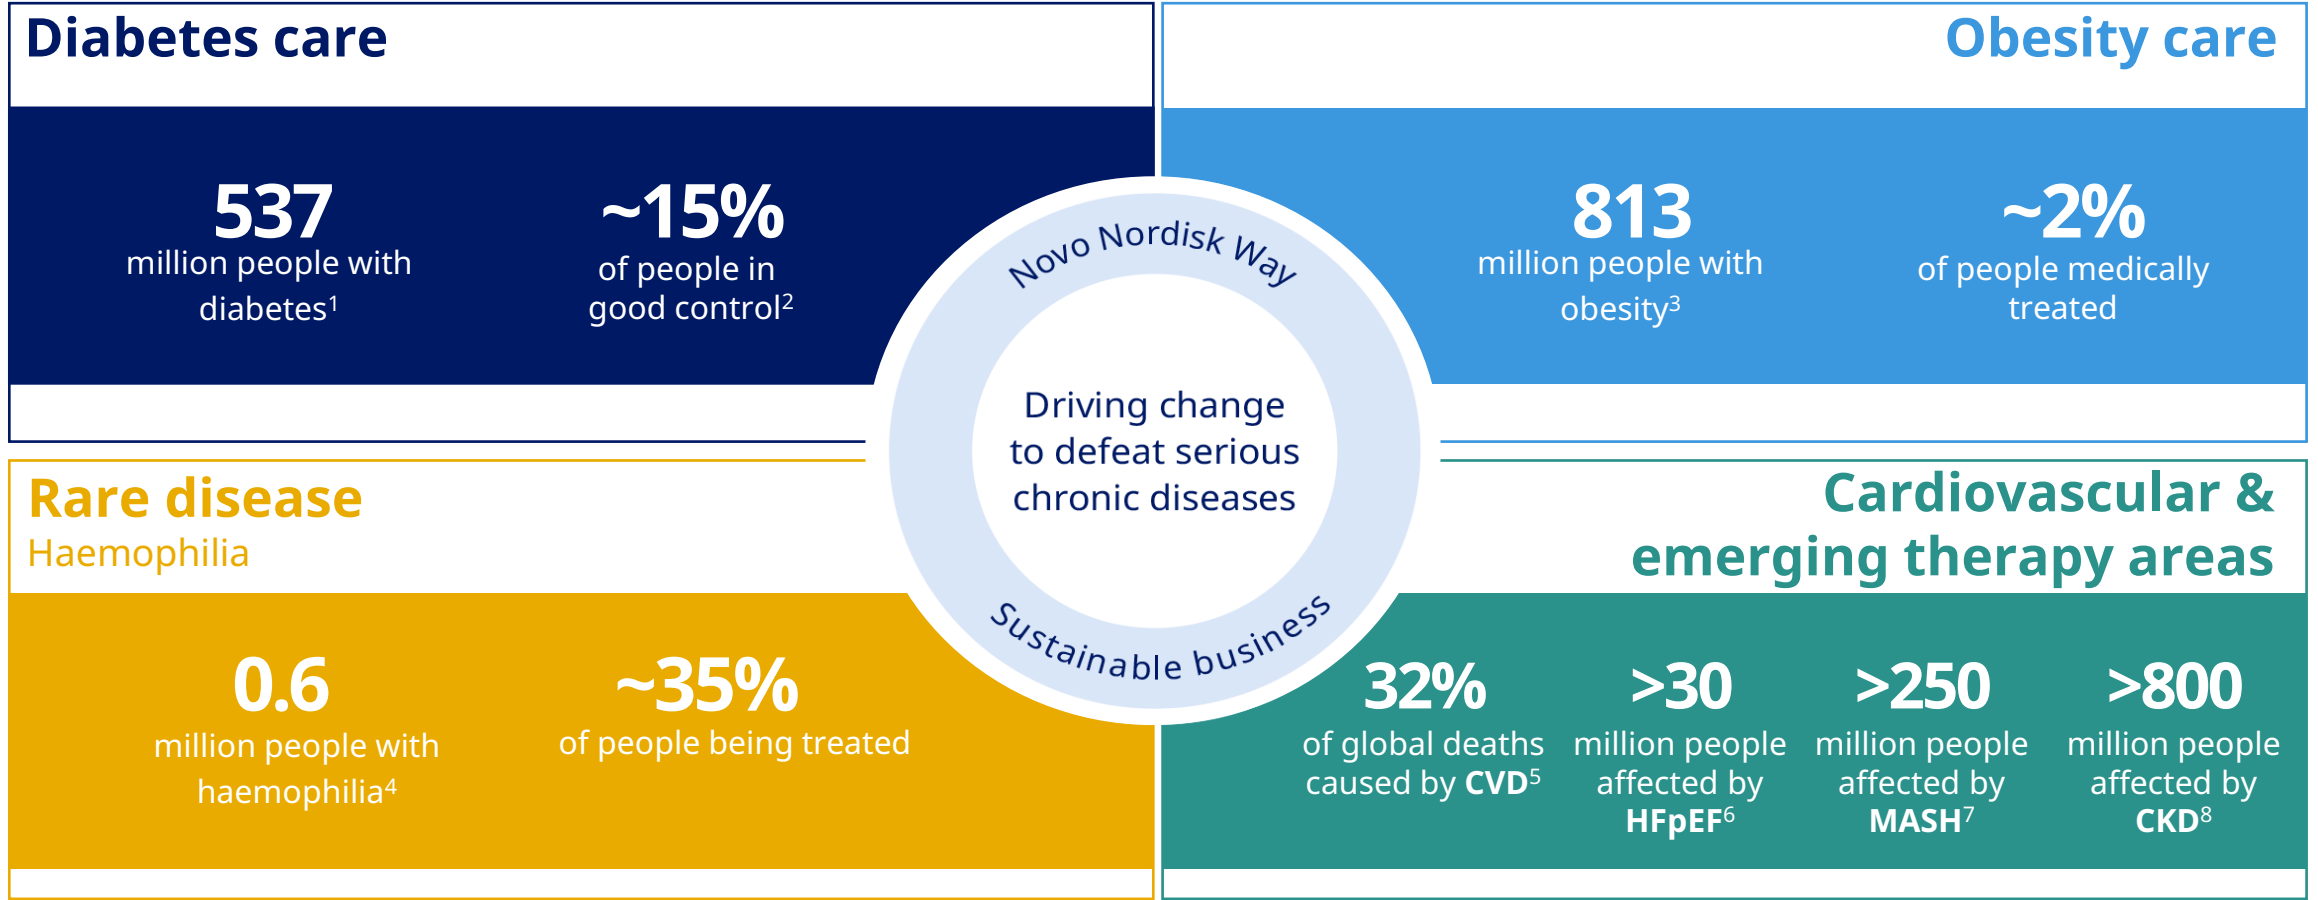 Diabetes care
537
million people with
diabetes1
~15%
of people in
good control2
Obesity care
813
million people with
obesity3
~2%
of people medically
treated
Novo Nordisk Way
Driving change
to defeat serious
chronic diseases
Sustainable business
Rare disease
Haemophilia
0.6
million people with
haemophilia4
~35%
of people being treated
Cardiovascular &
emerging therapy areas
32%
of global deaths
caused by CVD5
>30
million people
affected by
HFpEF6
>250
million people
affected by
MASH7
>800
million people
affected by
CKD8